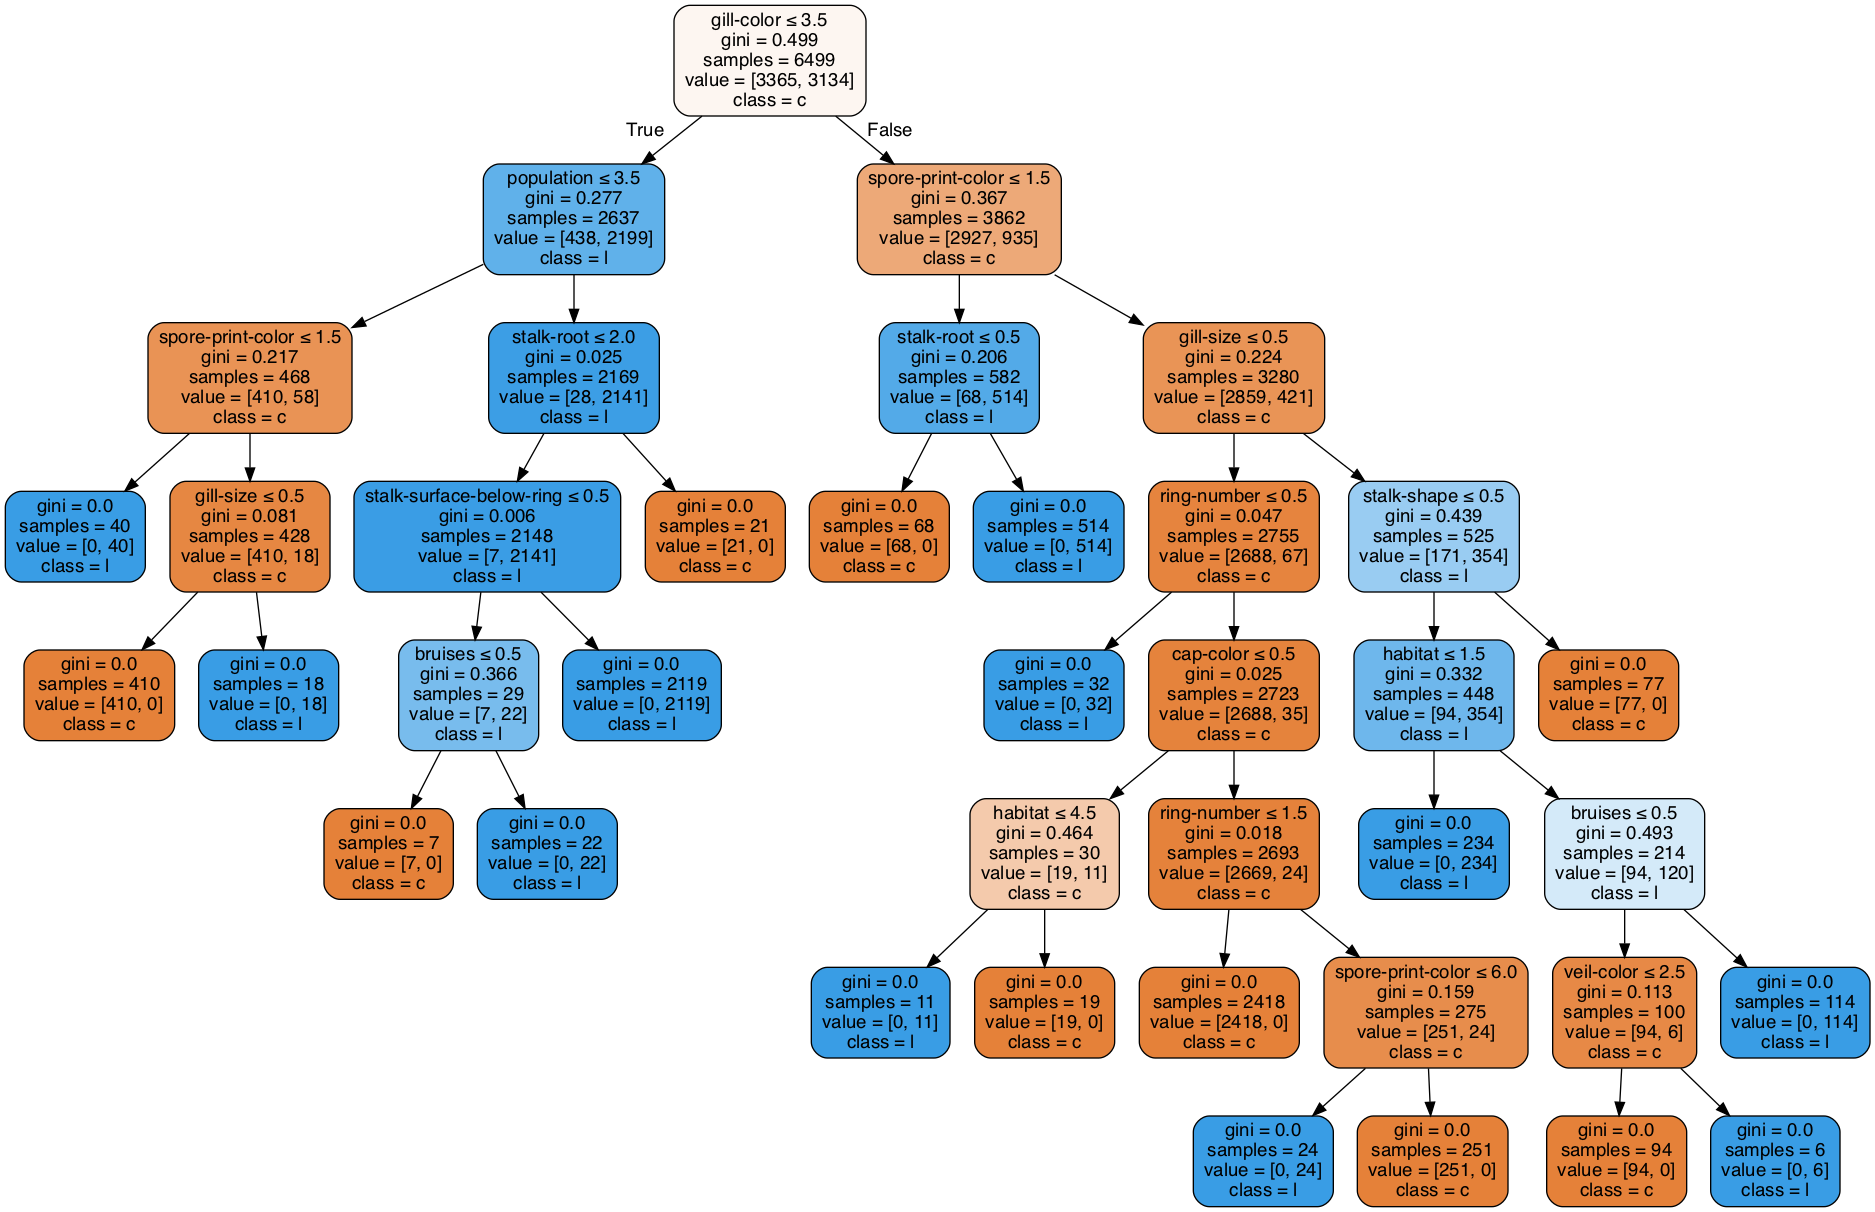 gill-color ≤ 3.5
gini = 0.499
samples = 6499
value = [3365, 3134]
class = c
True
False
population ≤ 3.5
gini = 0.277
samples = 2637
value = [438, 2199]
class = l
spore-print-color ≤ 1.5
gini = 0.367
samples = 3862
value = [2927, 935]
class = c
spore-print-color ≤ 1.5
gini = 0.217
samples = 468
value = [410, 58]
class = c
stalk-root ≤ 2.0
gini = 0.025
samples = 2169
value = [28, 2141]
class = l
stalk-root ≤ 0.5
gini = 0.206
samples = 582
value = [68, 514]
class = l
gill-size ≤ 0.5
gini = 0.224
samples = 3280
value = [2859, 421]
class = c
gini = 0.0
samples = 40
value = [0, 40]
class = l
gill-size ≤ 0.5
gini = 0.081
samples = 428
value = [410, 18]
class = c
stalk-surface-below-ring ≤ 0.5
gini = 0.006
samples = 2148
value = [7, 2141]
class = l
gini = 0.0
samples = 21
value = [21, 0]
class = c
gini = 0.0
samples = 68
value = [68, 0]
class = c
gini = 0.0
samples = 514
value = [0, 514]
class = l
ring-number ≤ 0.5
gini = 0.047
samples = 2755
value = [2688, 67]
class = c
stalk-shape ≤ 0.5
gini = 0.439
samples = 525
value = [171, 354]
class = l
gini = 0.0
samples = 410
value = [410, 0]
class = c
gini = 0.0
samples = 18
value = [0, 18]
class = l
bruises ≤ 0.5
gini = 0.366
samples = 29
value = [7, 22]
class = l
gini = 0.0
samples = 2119
value = [0, 2119]
class = l
gini = 0.0
samples = 32
value = [0, 32]
class = l
cap-color ≤ 0.5
gini = 0.025
samples = 2723
value = [2688, 35]
class = c
habitat ≤ 1.5
gini = 0.332
samples = 448
value = [94, 354]
class = l
gini = 0.0
samples = 77
value = [77, 0]
class = c
gini = 0.0
samples = 7
value = [7, 0]
class = c
gini = 0.0
samples = 22
value = [0, 22]
class = l
habitat ≤ 4.5
gini = 0.464
samples = 30
value = [19, 11]
class = c
ring-number ≤ 1.5
gini = 0.018
samples = 2693
value = [2669, 24]
class = c
gini = 0.0
samples = 234
value = [0, 234]
class = l
bruises ≤ 0.5
gini = 0.493
samples = 214
value = [94, 120]
class = l
gini = 0.0
samples = 11
value = [0, 11]
class = l
gini = 0.0
samples = 19
value = [19, 0]
class = c
gini = 0.0
samples = 2418
value = [2418, 0]
class = c
spore-print-color ≤ 6.0
gini = 0.159
samples = 275
value = [251, 24]
class = c
veil-color ≤ 2.5
gini = 0.113
samples = 100
value = [94, 6]
class = c
gini = 0.0
samples = 114
value = [0, 114]
class = l
gini = 0.0
samples = 24
value = [0, 24]
class = l
gini = 0.0
samples = 251
value = [251, 0]
class = c
gini = 0.0
samples = 94
value = [94, 0]
class = c
gini = 0.0
samples = 6
value = [0, 6]
class = l